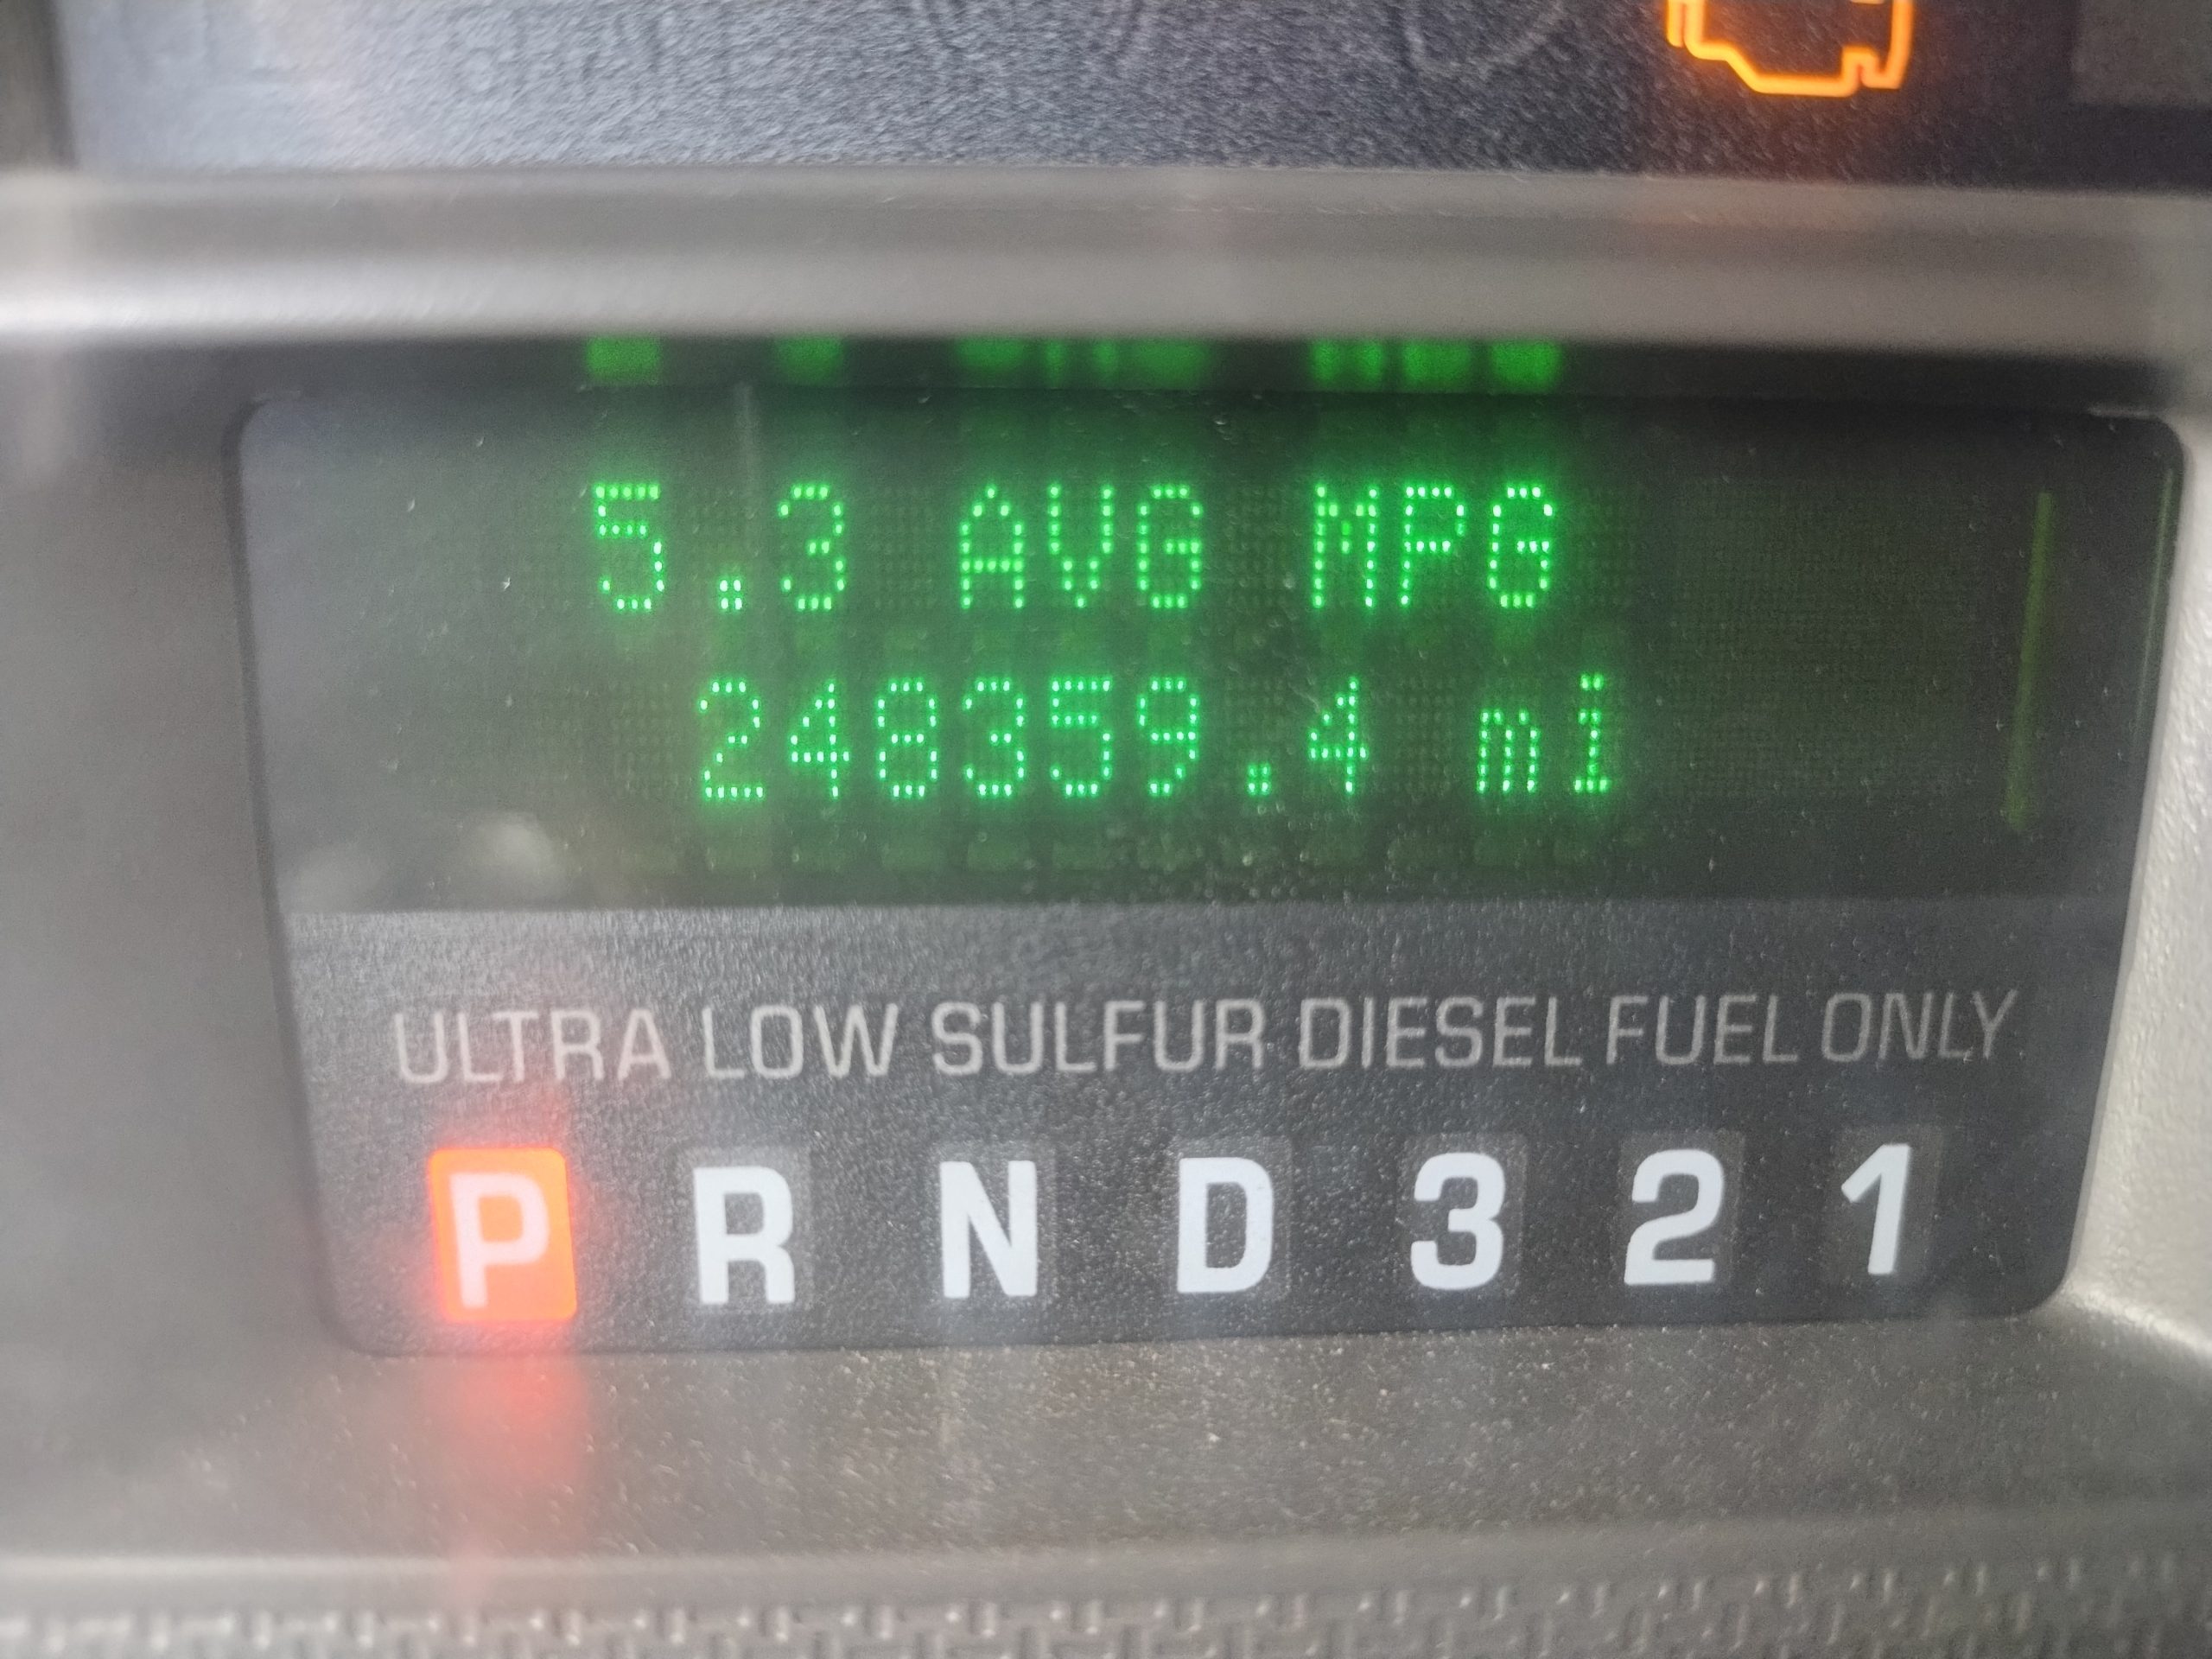 5.3 AVG MPG
248359.4 mi
ULTRA LOW SULFUR DIESEL FUEL ONLY
P R N D 3 2 1